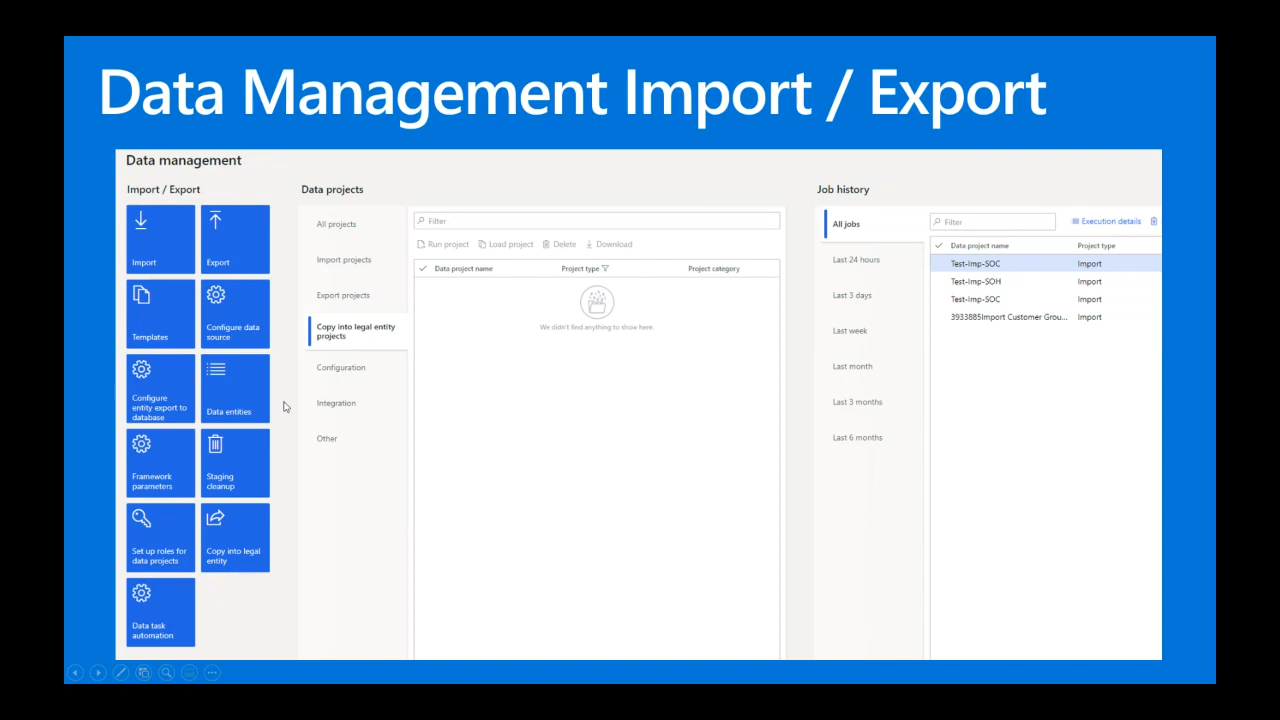 Data Management Import / Export
Data management
Import / Export
Import
Export
Templates
Configure data
source
Configure
entity export to
database
Data entities
Framework
parameters
Staging
cleanup
Set up roles for
data projects
Copy into legal
entity
Data task
automation
Data projects
All projects
Import projects
Export projects
Copy into legal entity
projects
Configuration
Integration
Other
Filter
Run project Load project Delete Download
Data project name Project type Project category
We didn't find anything to show here.
Job history
All jobs
Last 24 hours
Last 3 days
Last week
Last month
Last 3 months
Last 6 months
Filter Execution details
Data project name Project type
Test-Imp-SOC Import
Test-Imp-SOH Import
Test-Imp-SOC Import
3933885Import Customer Grou... Import